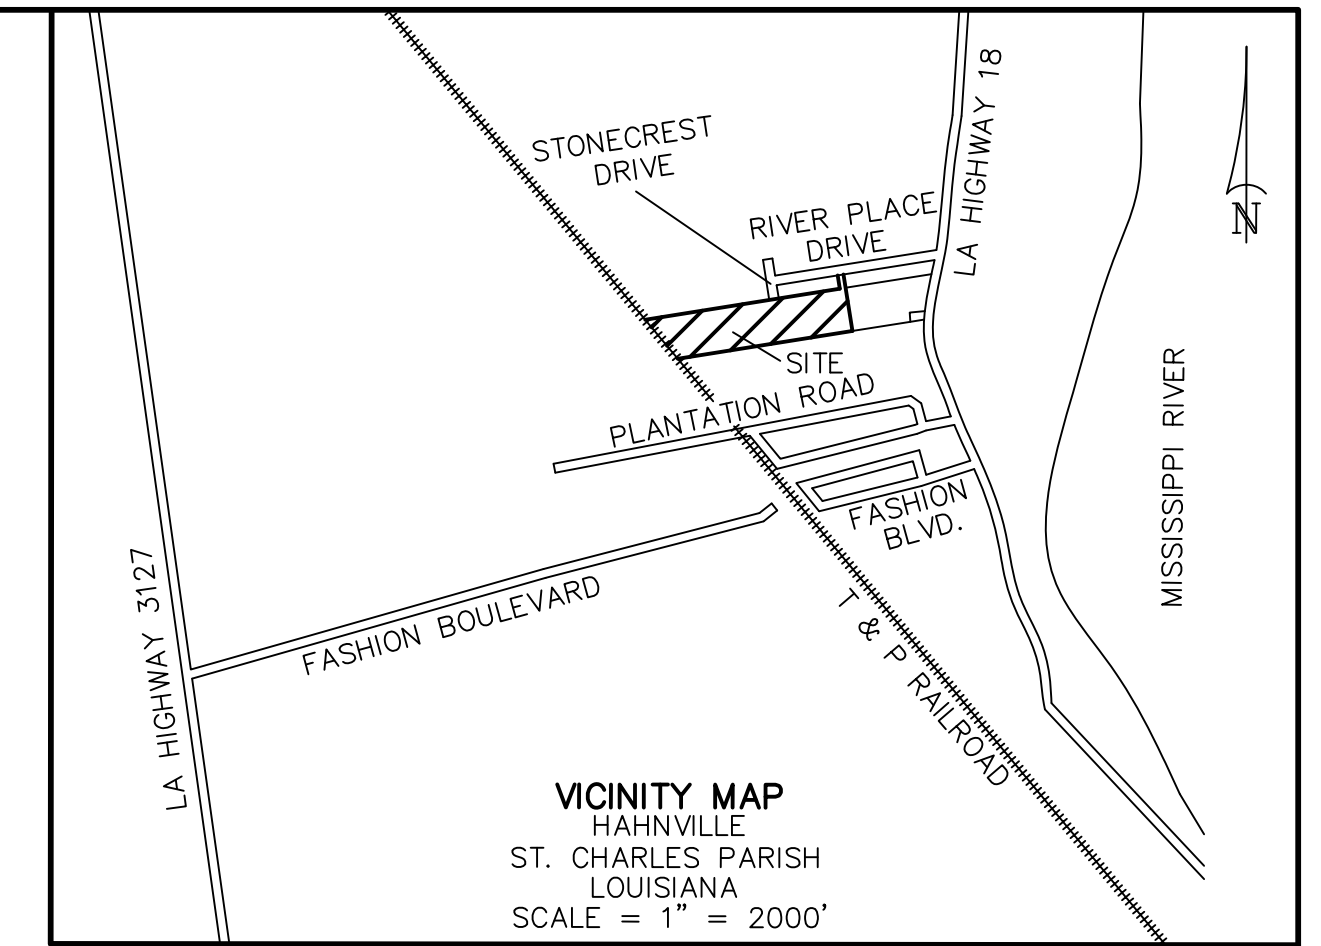 STONECREST
DRIVE
RIVER PLACE
DRIVE
LA HIGHWAY 18
N
SITE
PLANTATION ROAD
MISSISSIPPI RIVER
FASHION
BLVD.
LA HIGHWAY 3127
FASHION BOULEVARD
T & P RAILROAD
VICINITY MAP
HAHNVILLE
ST. CHARLES PARISH
LOUISIANA
SCALE = 1" = 2000'